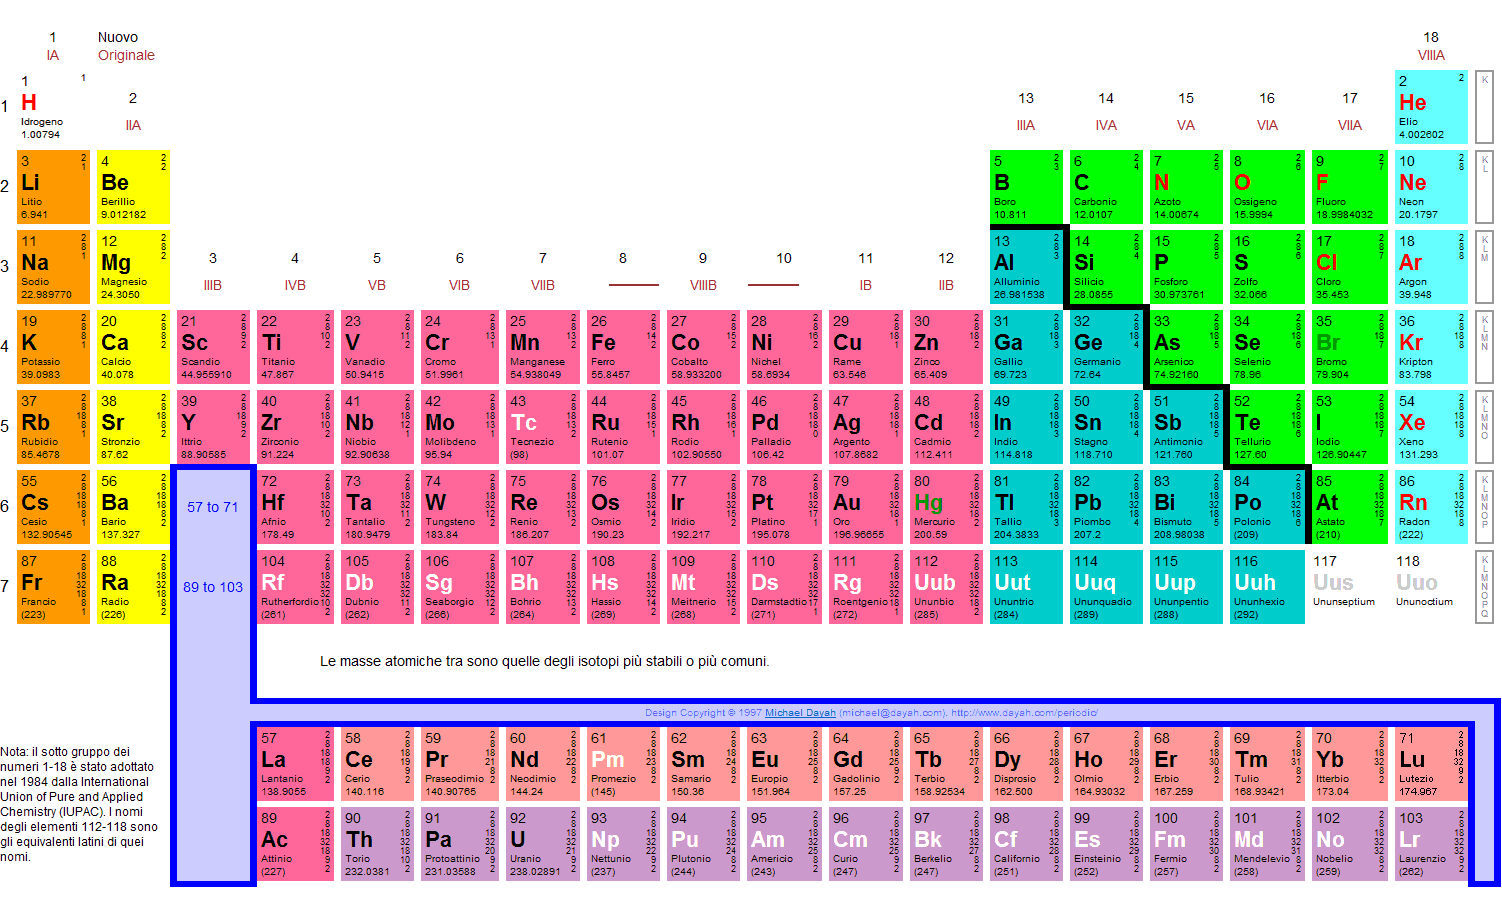 1 Nuovo 18
IA Originale VIIIA
1 1 2 2 K
1 H 2 13 14 15 16 17 He
Idrogeno IIA IIIA IVA VA VIA VIIA Elio
1.00794 4.002602
3 4 5 6 7 8 9 10 K L
2 Li Be B C N O F Ne
Litio Berillio Boro Carbonio Azoto Ossigeno Fluoro Neon
6.941 9.012182 10.811 12.0107 14.00674 15.9994 18.9984032 20.1797
11 12 13 14 15 16 17 18 K L M
3 Na Mg 3 4 5 6 7 8 9 10 11 12 Al Si P S Cl Ar
Sodio Magnesio IIIB IVB VB VIB VIIB VIIIB IB IIB Alluminio Silicio Fosforo Zolfo Cloro Argon
22.989770 24.3050 26.981538 28.0855 30.973761 32.066 35.453 39.948
19 20 21 22 23 24 25 26 27 28 29 30 31 32 33 34 35 36 K L M N
4 K Ca Sc Ti V Cr Mn Fe Co Ni Cu Zn Ga Ge As Se Br Kr
Potassio Calcio Scandio Titanio Vanadio Cromo Manganese Ferro Cobalto Nichel Rame Zinco Gallio Germanio Arsenico Selenio Bromo Kripton
39.0983 40.078 44.955910 47.867 50.9415 51.9961 54.938049 55.8457 58.933200 58.6934 63.546 65.409 69.723 72.64 74.92160 78.96 79.904 83.798
37 38 39 40 41 42 43 44 45 46 47 48 49 50 51 52 53 54 K L M N O
5 Rb Sr Y Zr Nb Mo Tc Ru Rh Pd Ag Cd In Sn Sb Te I Xe
Rubidio Stronzio Ittrio Zirconio Niobio Molibdeno Tecnezio Rutenio Rodio Palladio Argento Cadmio Indio Stagno Antimonio Tellurio Iodio Xeno
85.4678 87.62 88.90585 91.224 92.90638 95.94 (98) 101.07 102.90550 106.42 107.8682 112.411 114.818 118.710 121.760 127.60 126.90447 131.293
55 56 72 73 74 75 76 77 78 79 80 81 82 83 84 85 86 K L M N O P
6 Cs Ba 57 to 71 Hf Ta W Re Os Ir Pt Au Hg Tl Pb Bi Po At Rn
Cesio Bario Afnio Tantalio Tungsteno Renio Osmio Iridio Platino Oro Mercurio Tallio Piombo Bismuto Polonio Astato Radon
132.90545 137.327 178.49 180.9479 183.84 186.207 190.23 192.217 195.078 196.96655 200.59 204.3833 207.2 208.98038 (209) (210) (222)
87 88 104 105 106 107 108 109 110 111 112 113 114 115 116 117 118 K L M N O P Q
7 Fr Ra 89 to 103 Rf Db Sg Bh Hs Mt Ds Rg Uub Uut Uuq Uup Uuh Uus Uuo
Francio Radio Rutherfordio Dubnio Seaborgio Bohrio Hassio Meitnerio Darmstadtio Roentgenio Ununbio Ununtrio Ununquadio Ununpentio Ununhexio Ununseptium Ununoctium
(223) (226) (261) (262) (266) (264) (269) (268) (271) (272) (285) (284) (289) (288) (292)
Le masse atomiche tra sono quelle degli isotopi più stabili o più comuni.
Design Copyright © 1997 Michael Dayah (michael@dayah.com). http://www.dayah.com/periodic/
57 58 59 60 61 62 63 64 65 66 67 68 69 70 71
La Ce Pr Nd Pm Sm Eu Gd Tb Dy Ho Er Tm Yb Lu
Lantanio Cerio Praseodimio Neodimio Promezio Samario Europio Gadolinio Terbio Disprosio Olmio Erbio Tulio Itterbio Lutezio
138.9055 140.116 140.90765 144.24 (145) 150.36 151.964 157.25 158.92534 162.500 164.93032 167.259 168.93421 173.04 174.967
89 90 91 92 93 94 95 96 97 98 99 100 101 102 103
Ac Th Pa U Np Pu Am Cm Bk Cf Es Fm Md No Lr
Attinio Torio Protoattinio Uranio Nettunio Plutonio Americio Curio Berkelio Californio Einsteinio Fermio Mendelevio Nobelio Laurenzio
(227) 232.0381 231.03588 238.02891 (237) (244) (243) (247) (247) (251) (252) (257) (258) (259) (262)
Nota: il sotto gruppo dei
numeri 1-18 è stato adottato
nel 1984 dalla International
Union of Pure and Applied
Chemistry (IUPAC). I nomi
degli elementi 112-118 sono
gli equivalenti latini di quei
nomi.